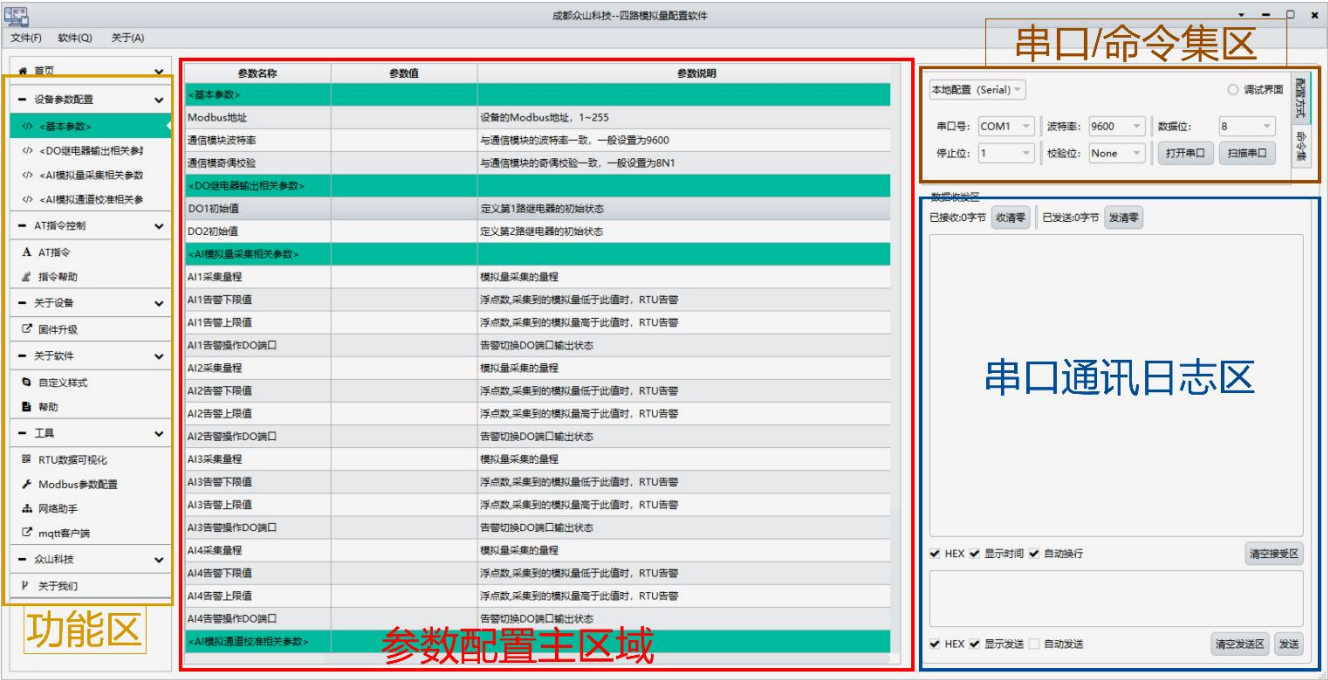 成都众山科技--四路模拟量配置软件
文件(F) 软件(Q) 关于(A)
串口/命令集区
首页
设备参数配置
</> <基本参数>
</> <DO继电器输出相关参数
</> <AI模拟量采集相关参数
</> <AI模拟通道校准相关参
AT指令控制
A AT指令
指令帮助
关于设备
固件升级
关于软件
自定义样式
帮助
工具
RTU数据可视化
Modbus参数配置
网络助手
mqtt客户端
众山科技
关于我们
功能区
参数名称 参数值 参数说明
<基本参数>
Modbus地址 设备的Modbus地址，1~255
通信模块波特率 与通信模块的波特率一致，一般设置为9600
通信模奇偶校验 与通信模块的奇偶校验一致，一般设置为8N1
<DO继电器输出相关参数>
DO1初始值 定义第1路继电器的初始状态
DO2初始值 定义第2路继电器的初始状态
<AI模拟量采集相关参数>
AI1采集量程 模拟量采集的量程
AI1告警下限值 浮点数,采集到的模拟量低于此值时，RTU告警
AI1告警上限值 浮点数,采集到的模拟量高于此值时，RTU告警
AI1告警操作DO端口 告警切换DO端口输出状态
AI2采集量程 模拟量采集的量程
AI2告警下限值 浮点数,采集到的模拟量低于此值时，RTU告警
AI2告警上限值 浮点数,采集到的模拟量高于此值时，RTU告警
AI2告警操作DO端口 告警切换DO端口输出状态
AI3采集量程 模拟量采集的量程
AI3告警下限值 浮点数,采集到的模拟量低于此值时，RTU告警
AI3告警上限值 浮点数,采集到的模拟量高于此值时，RTU告警
AI3告警操作DO端口 告警切换DO端口输出状态
AI4采集量程 模拟量采集的量程
AI4告警下限值 浮点数,采集到的模拟量低于此值时，RTU告警
AI4告警上限值 浮点数,采集到的模拟量高于此值时，RTU告警
AI4告警操作DO端口 告警切换DO端口输出状态
<AI模拟通道校准相关参数>
参数配置主区域
本地配置 (Serial) 调试界面
串口号: COM1 波特率: 9600 数据位: 8
停止位: 1 校验位: None 打开串口 扫描串口
配置方式
命令集
数据收发区
已接收:0字节 收清零 已发送:0字节 发清零
串口通讯日志区
HEX 显示时间 自动换行 清空接受区
HEX 显示发送 自动发送 清空发送区 发送